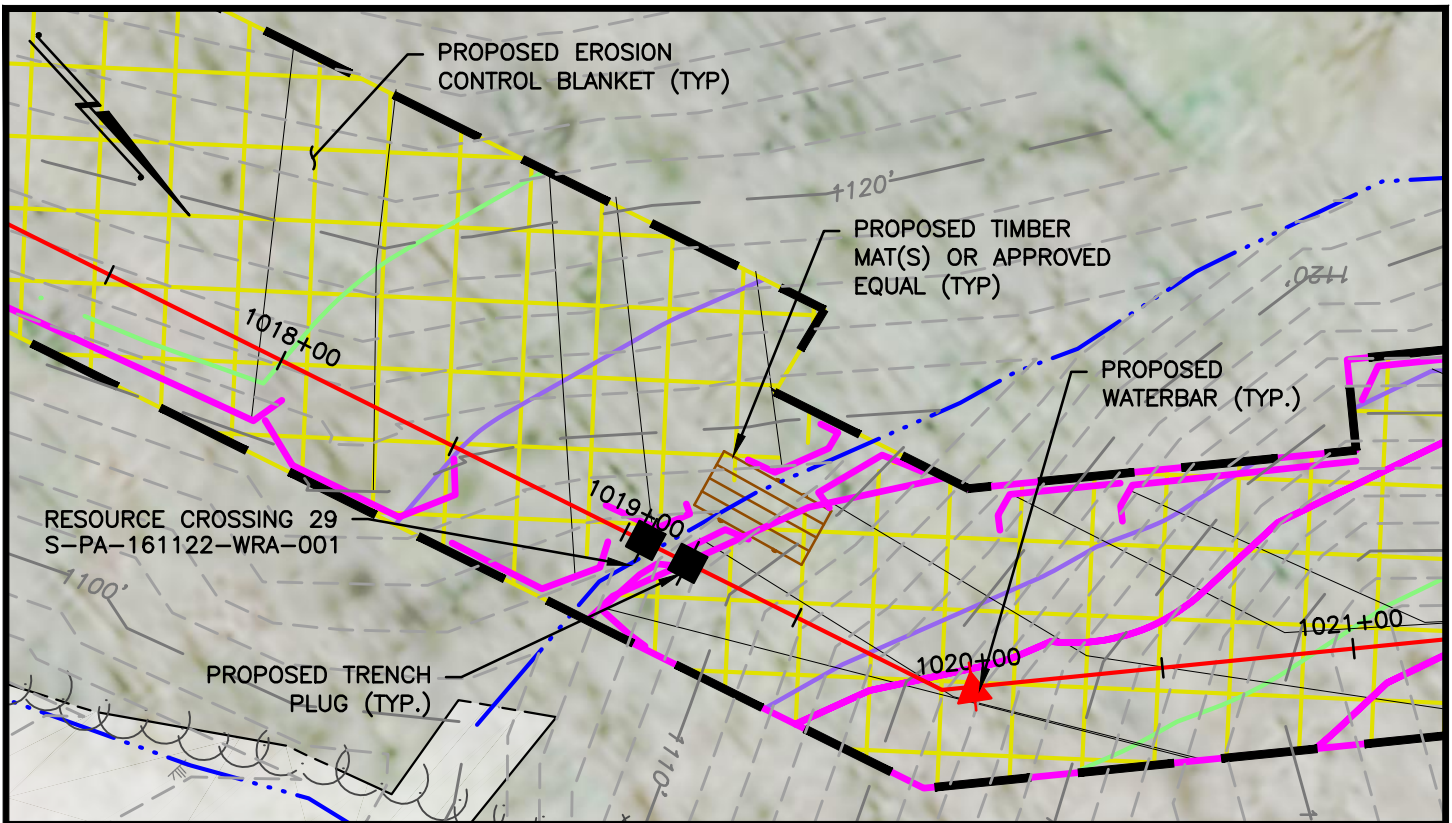 PROPOSED EROSION
CONTROL BLANKET (TYP)
1120'
PROPOSED TIMBER
MAT(S) OR APPROVED
EQUAL (TYP)
1120'
1018+00
PROPOSED
WATERBAR (TYP.)
1019+00
RESOURCE CROSSING 29
S-PA-161122-WRA-001
1100'
1021+00
1020+00
PROPOSED TRENCH
PLUG (TYP.)
1110'